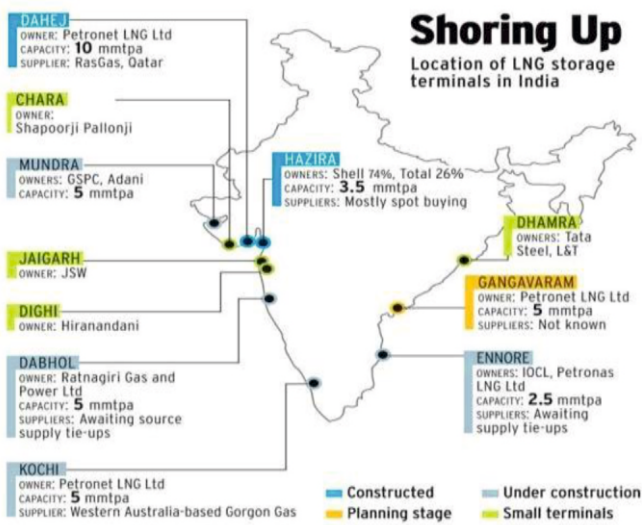 Shoring Up
Location of LNG storage
terminals in India
DAHEJ
OWNER: Petronet LNG Ltd
CAPACITY: 10 mmtpa
SUPPLIER: RasGas, Qatar
CHARA
OWNER:
Shapoorji Pallonji
MUNDRA
OWNERS: GSPC, Adani
CAPACITY: 5 mmtpa
HAZIRA
OWNERS: Shell 74%, Total 26%
CAPACITY: 3.5 mmtpa
SUPPLIERS: Mostly spot buying
JAIGARH
OWNER: JSW
DIGHI
OWNER: Hiranandani
DABHOL
OWNER: Ratnagiri Gas and
Power Ltd
CAPACITY: 5 mmtpa
SUPPLIERS: Awaiting source
supply tie-ups
KOCHI
OWNER: Petronet LNG Ltd
CAPACITY: 5 mmtpa
SUPPLIER: Western Australia-based Gorgon Gas
DHAMRA
OWNERS: Tata
Steel, L&T
GANGAVARAM
OWNER: Petronet LNG Ltd
CAPACITY: 5 mmtpa
SUPPLIERS: Not known
ENNORE
OWNERS: IOCL, Petronas
LNG Ltd
CAPACITY: 2.5 mmtpa
SUPPLIERS: Awaiting
supply tie-ups
Constructed
Under construction
Planning stage
Small terminals